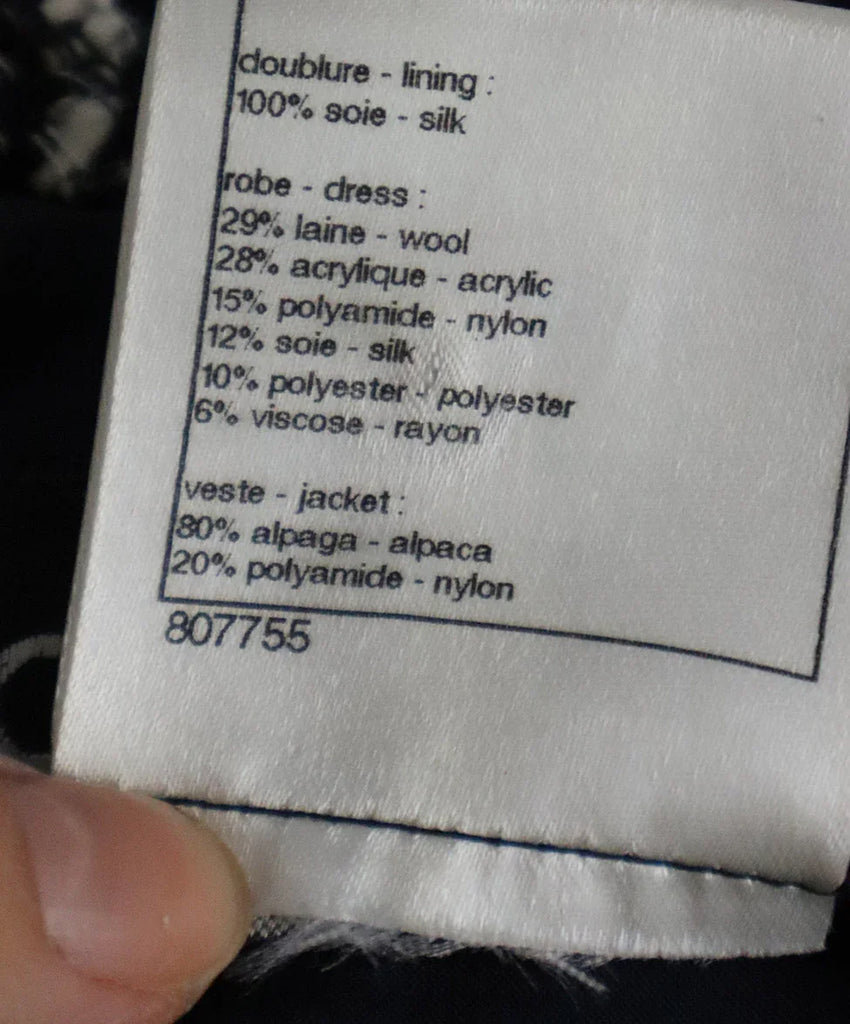 doublure - lining :
100% soie - silk
robe - dress :
29% laine - wool
28% acrylique - acrylic
15% polyamide - nylon
12% soie - silk
10% polyester - polyester
6% viscose - rayon
veste - jacket :
80% alpaga - alpaca
20% polyamide - nylon
807755